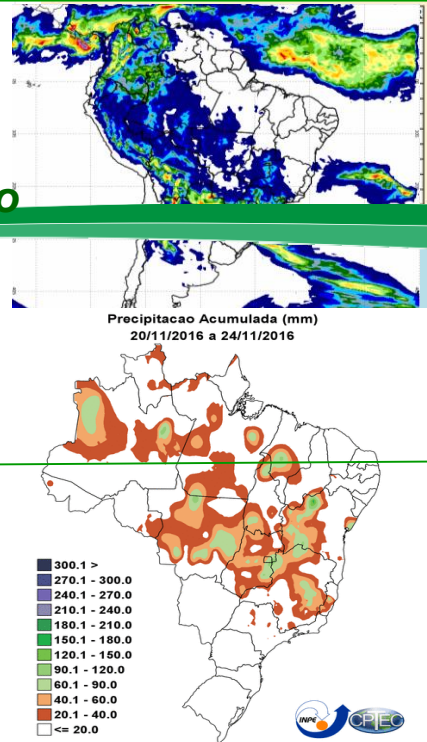 o
Precipitacao Acumulada (mm)
20/11/2016 a 24/11/2016
300.1 >
270.1 - 300.0
240.1 - 270.0
210.1 - 240.0
180.1 - 210.0
150.1 - 180.0
120.1 - 150.0
90.1 - 120.0
60.1 - 90.0
40.1 - 60.0
20.1 - 40.0
<= 20.0
INPE
CPTEC